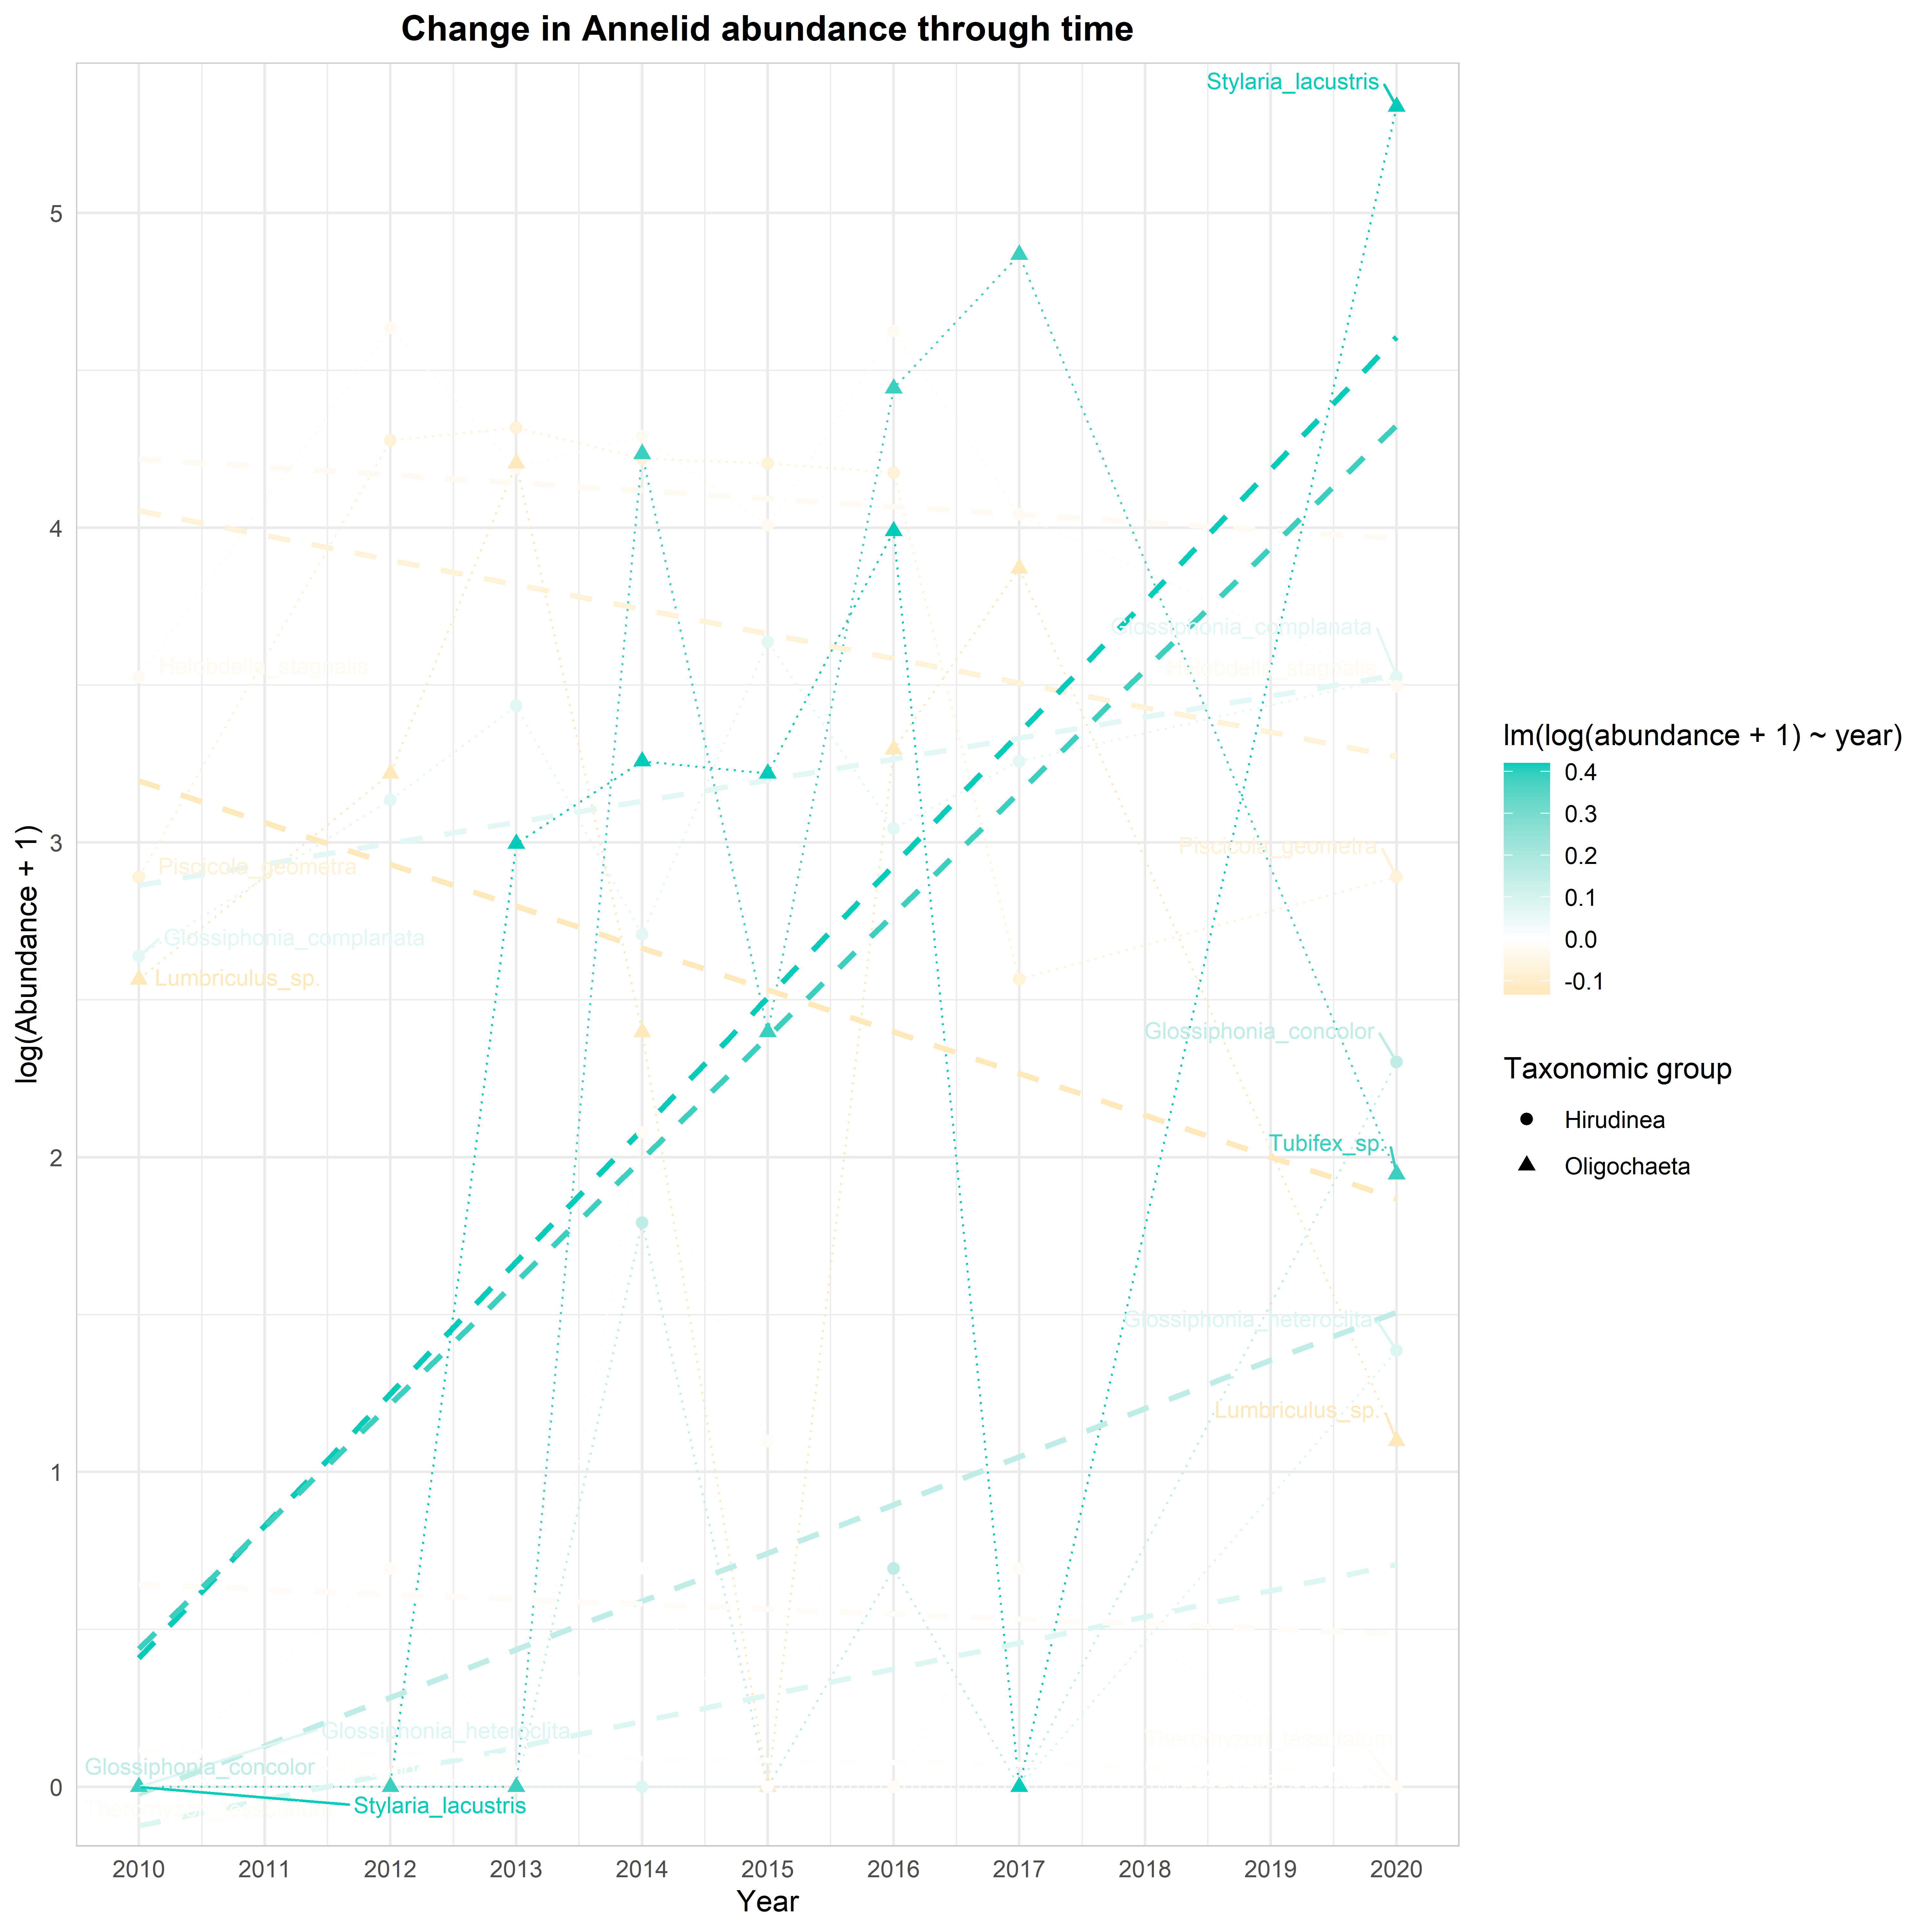 Change in Annelid abundance through time
Stylaria_lacustris
5
4
Glossiphonia_complanata
Helobdella_stagnalis
Helobdella_stagnalis
lm(log(abundance + 1) ~ year)
0.4
0.3
0.2
0.1
0.0
-0.1
3
Piscicola_geometra
Piscicola_geometra
Glossiphonia_complanata
Lumbriculus_sp.
log(Abundance + 1)
Glossiphonia_concolor
Taxonomic group
Hirudinea
Oligochaeta
2
Tubifex_sp.
Glossiphonia_heteroclita
Lumbriculus_sp.
1
Glossiphonia_heteroclita
Glossiphonia_concolor
0
Stylaria_lacustris
2010 2011 2012 2013 2014 2015 2016 2017 2018 2019 2020
Year